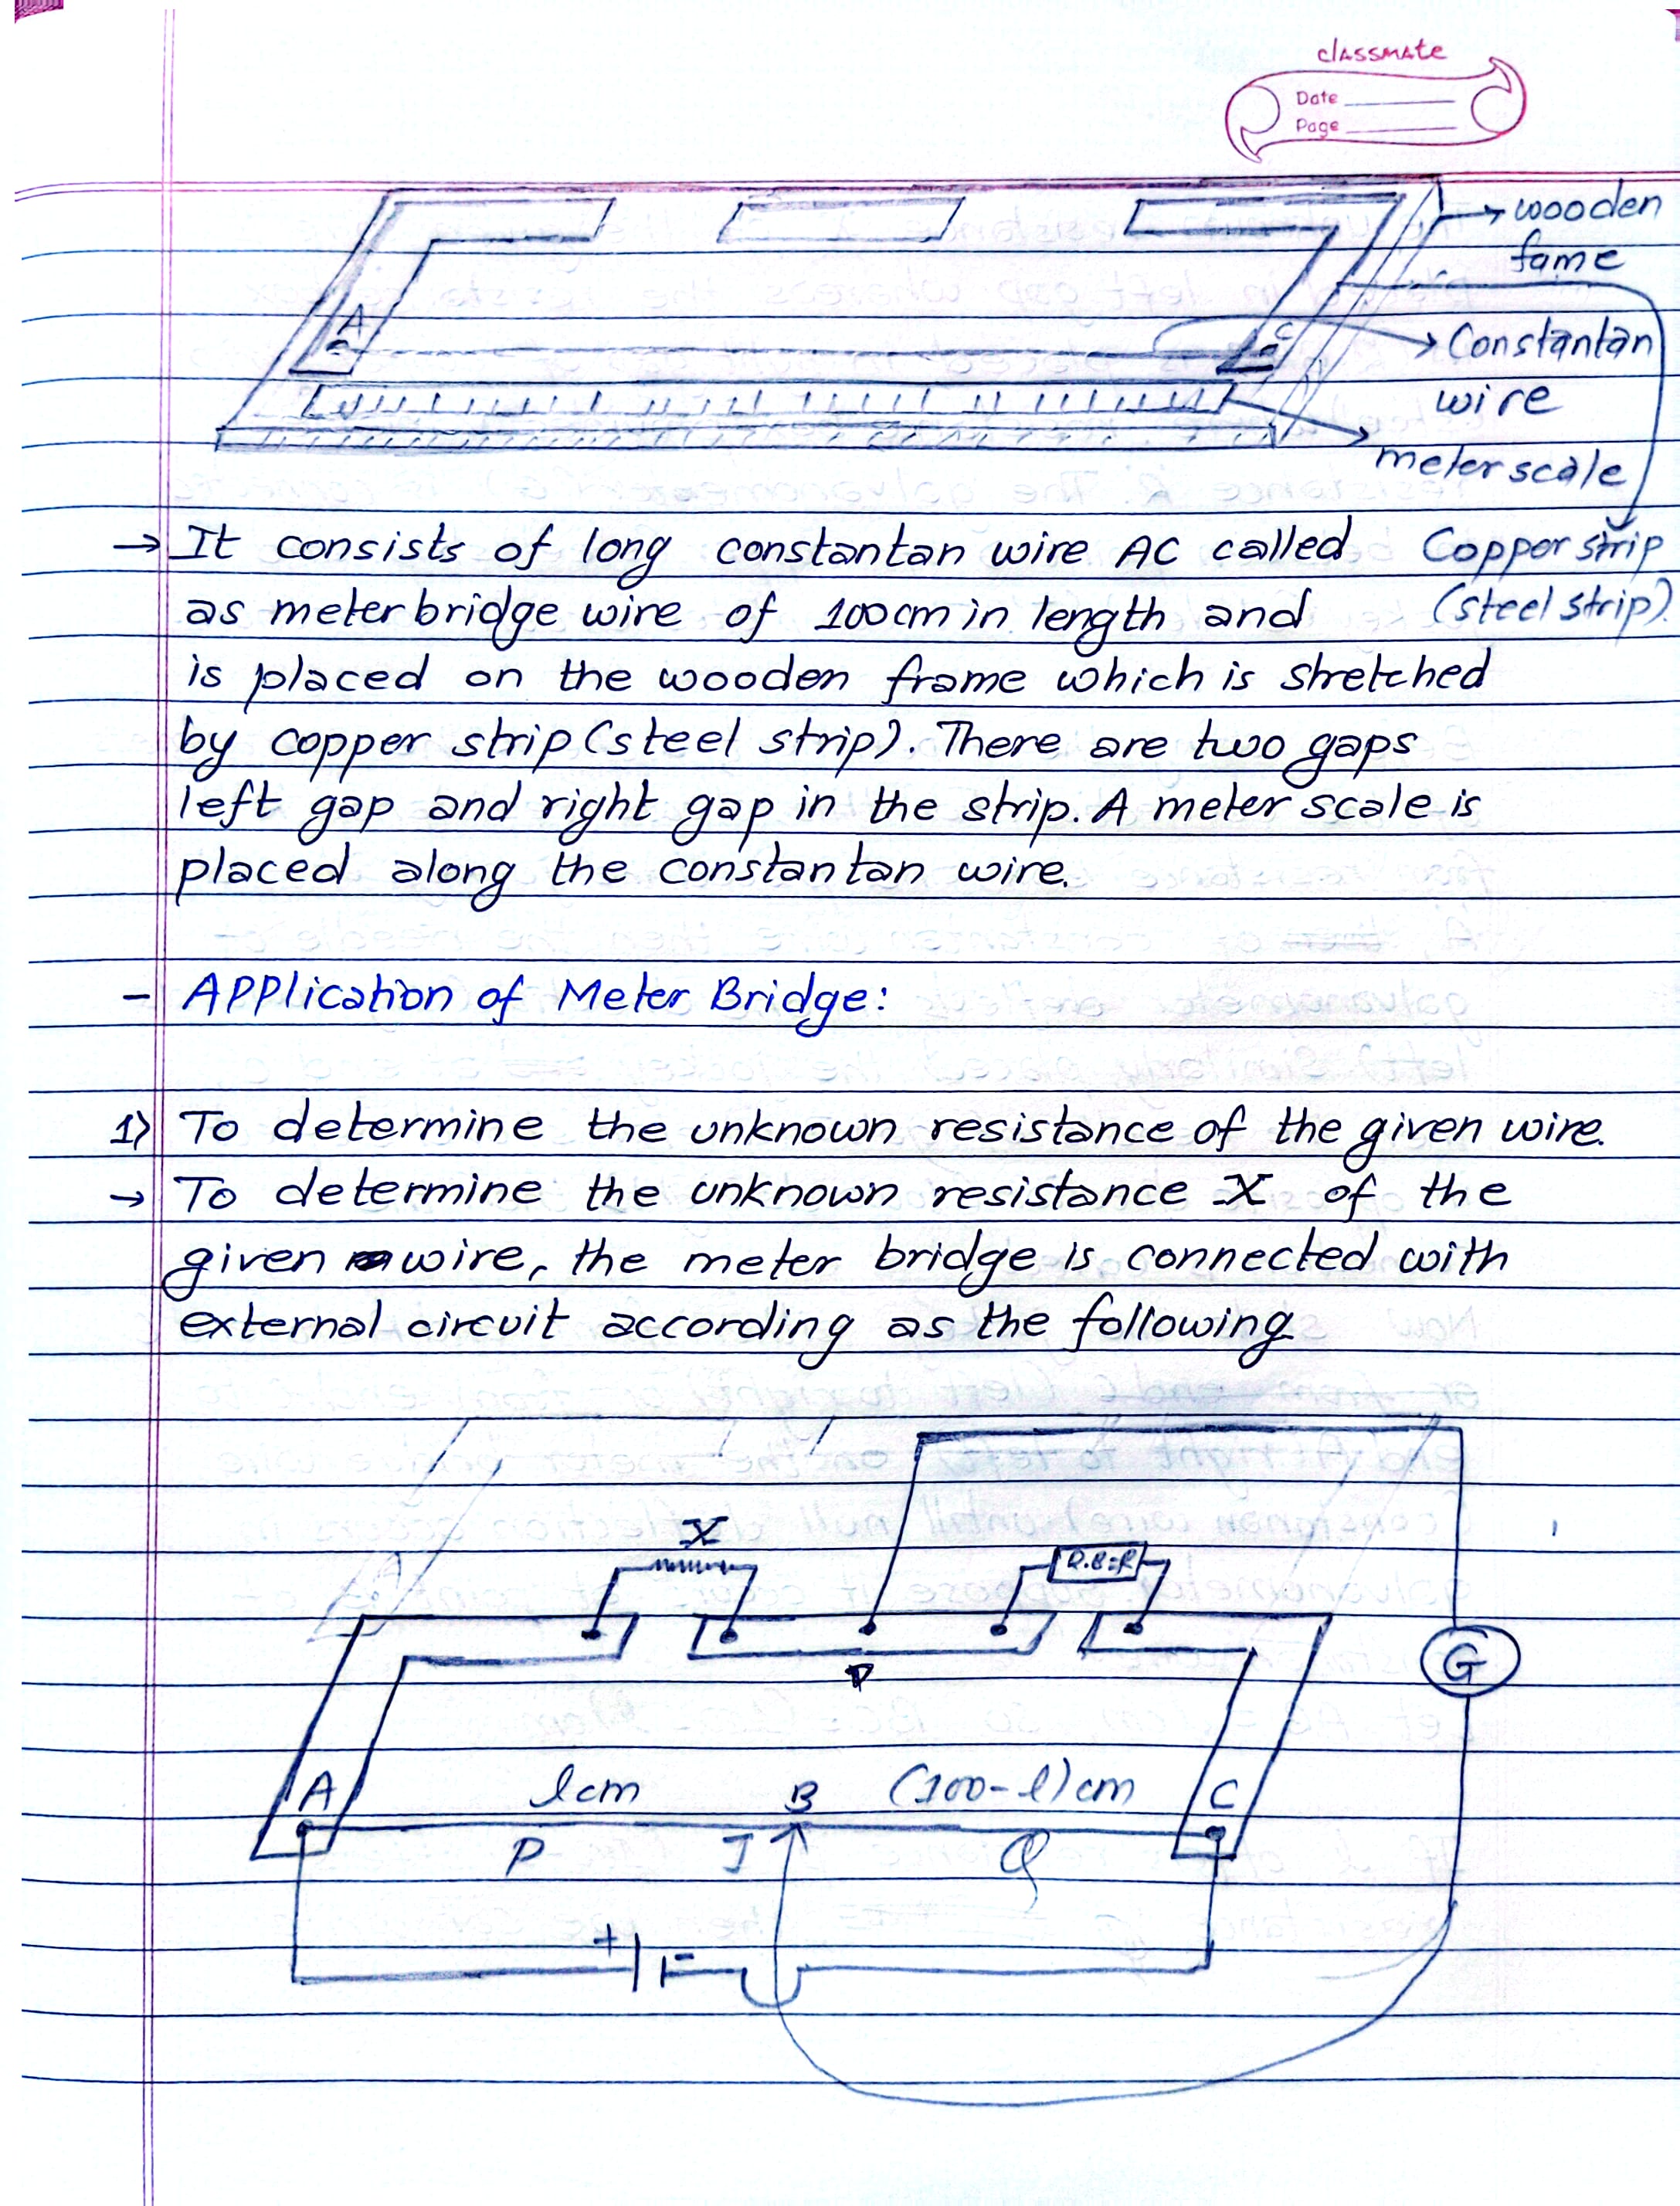 classmate
Date
Page
wooden
fame
A
C
Constantan
wire
meter scale
Copper strip
(steel strip).
→ It consists of long constantan wire AC called
as meter bridge wire of 100cm in length and
is placed on the wooden frame which is stretched
by copper strip (steel strip). There are two gaps
left gap and right gap in the strip. A meter scale is
placed along the constantan wire.
- Application of Meter Bridge:
1) To determine the unknown resistance of the given wire.
→ To determine the unknown resistance X of the
given wire, the meter bridge is connected with
external circuit according as the following
X
R.B=R
D
G
A l cm B (100-l) cm C
P J Q
+ -